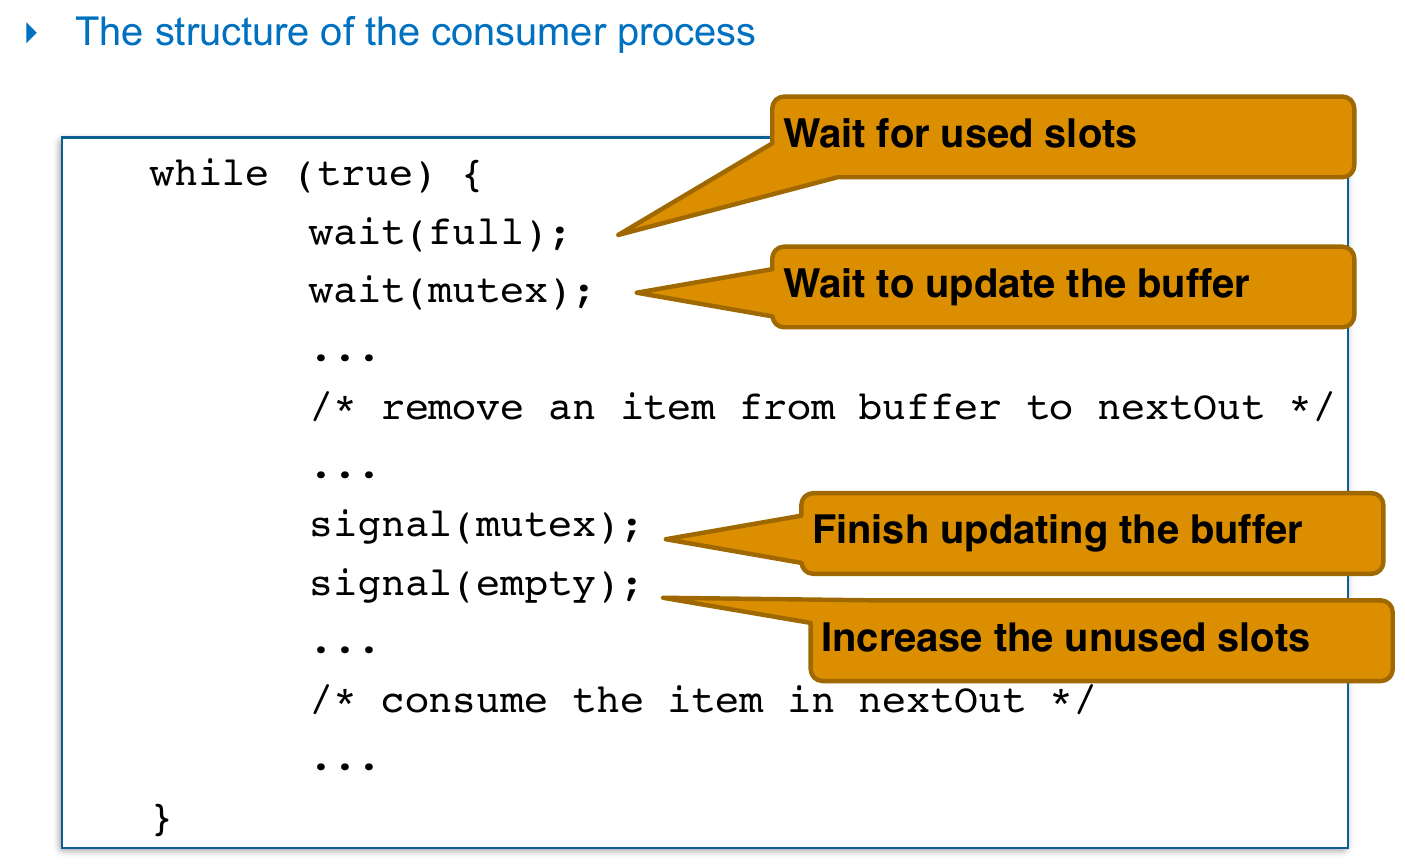 The structure of the consumer process
Wait for used slots
while (true) {
wait(full);
Wait to update the buffer
wait(mutex);
...
/* remove an item from buffer to nextOut */
...
signal(mutex);
Finish updating the buffer
signal(empty);
Increase the unused slots
...
/* consume the item in nextOut */
...
}